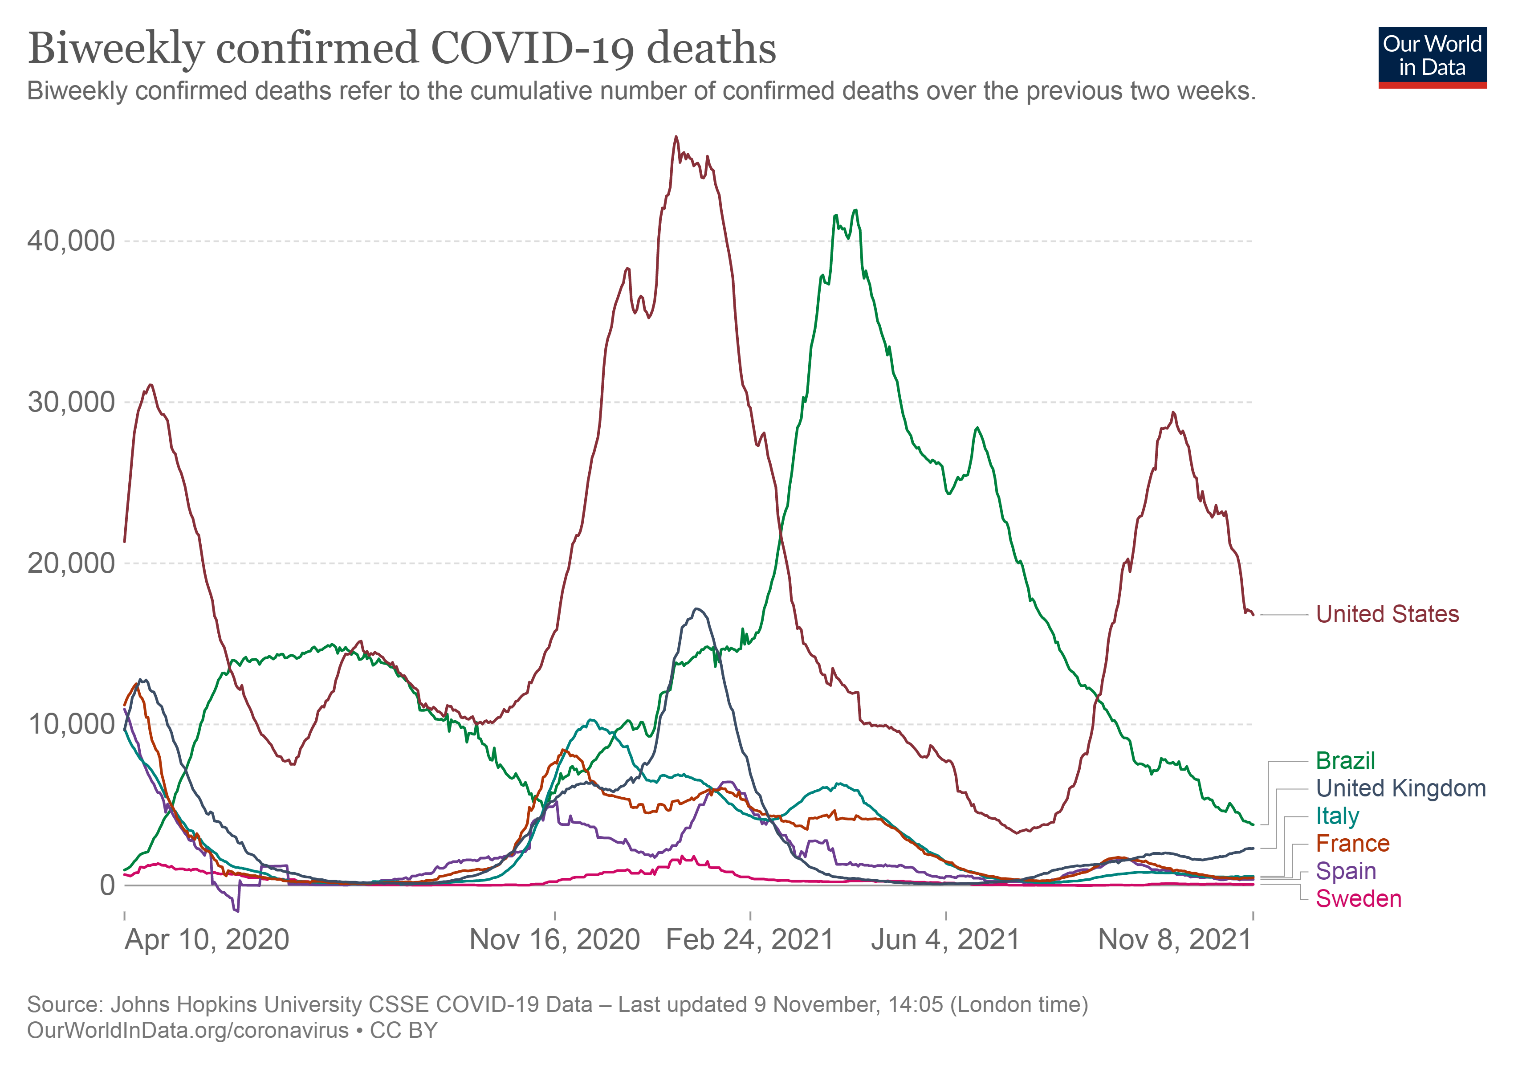 Biweekly confirmed COVID-19 deaths
Our World
in Data
Biweekly confirmed deaths refer to the cumulative number of confirmed deaths over the previous two weeks.
40,000
30,000
20,000
10,000
0
United States
Brazil
United Kingdom
Italy
France
Spain
Sweden
Apr 10, 2020
Nov 16, 2020
Feb 24, 2021
Jun 4, 2021
Nov 8, 2021
Source: Johns Hopkins University CSSE COVID-19 Data – Last updated 9 November, 14:05 (London time)
OurWorldInData.org/coronavirus • CC BY